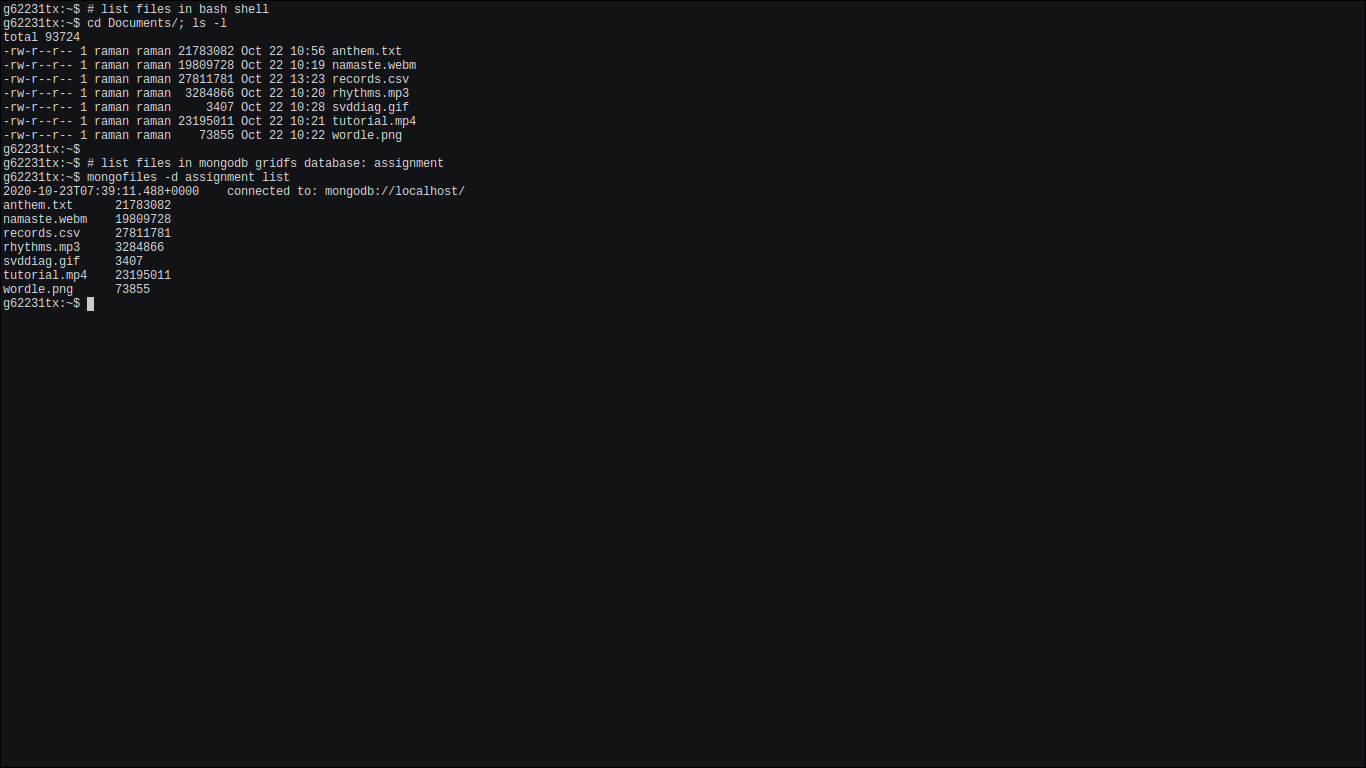 g62231tx:~$ # list files in bash shell
g62231tx:~$ cd Documents/; ls -l
total 93724
-rw-r--r-- 1 raman raman 21783082 Oct 22 10:56 anthem.txt
-rw-r--r-- 1 raman raman 19809728 Oct 22 10:19 namaste.webm
-rw-r--r-- 1 raman raman 27811781 Oct 22 13:23 records.csv
-rw-r--r-- 1 raman raman  3284866 Oct 22 10:20 rhythms.mp3
-rw-r--r-- 1 raman raman     3407 Oct 22 10:28 svddiag.gif
-rw-r--r-- 1 raman raman 23195011 Oct 22 10:21 tutorial.mp4
-rw-r--r-- 1 raman raman    73855 Oct 22 10:22 wordle.png
g62231tx:~$
g62231tx:~$ # list files in mongodb gridfs database: assignment
g62231tx:~$ mongofiles -d assignment list
2020-10-23T07:39:11.488+0000    connected to: mongodb://localhost/
anthem.txt      21783082
namaste.webm    19809728
records.csv     27811781
rhythms.mp3     3284866
svddiag.gif     3407
tutorial.mp4    23195011
wordle.png      73855
g62231tx:~$